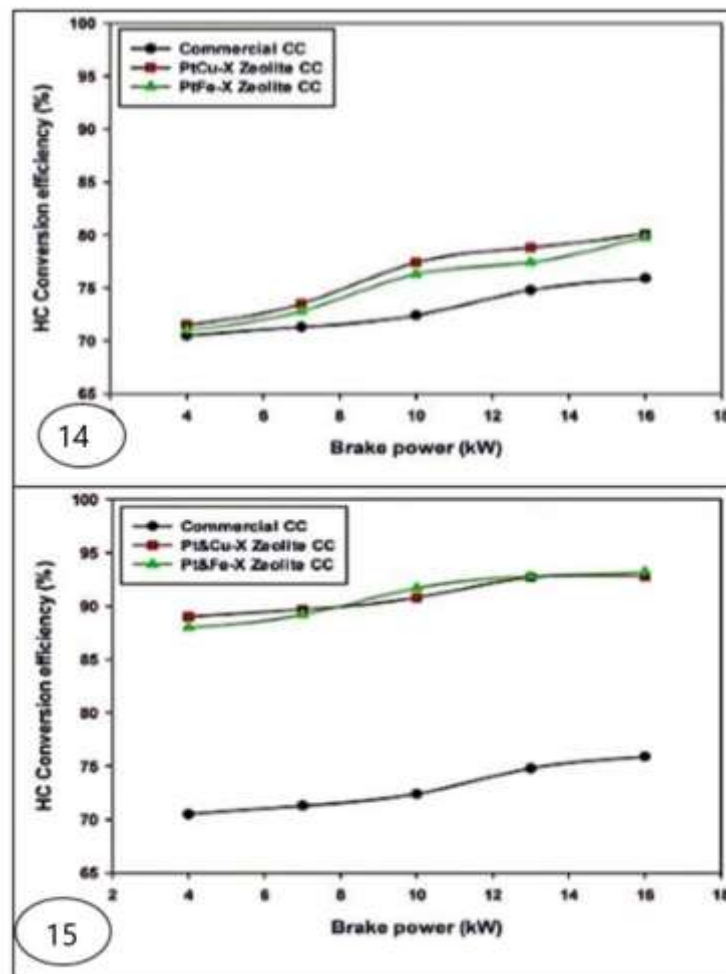 100
95
90
85
80
75
70
65
HC Conversion efficiency (%)
Commercial CC
PtCu-X Zeolite CC
PtFe-X Zeolite CC
2 4 6 8 10 12 14 16 18
Brake power (kW)
14
100
95
90
85
80
75
70
65
HC Conversion efficiency (%)
Commercial CC
Pt&Cu-X Zeolite CC
Pt&Fe-X Zeolite CC
2 4 6 8 10 12 14 16 18
Brake power (kW)
15